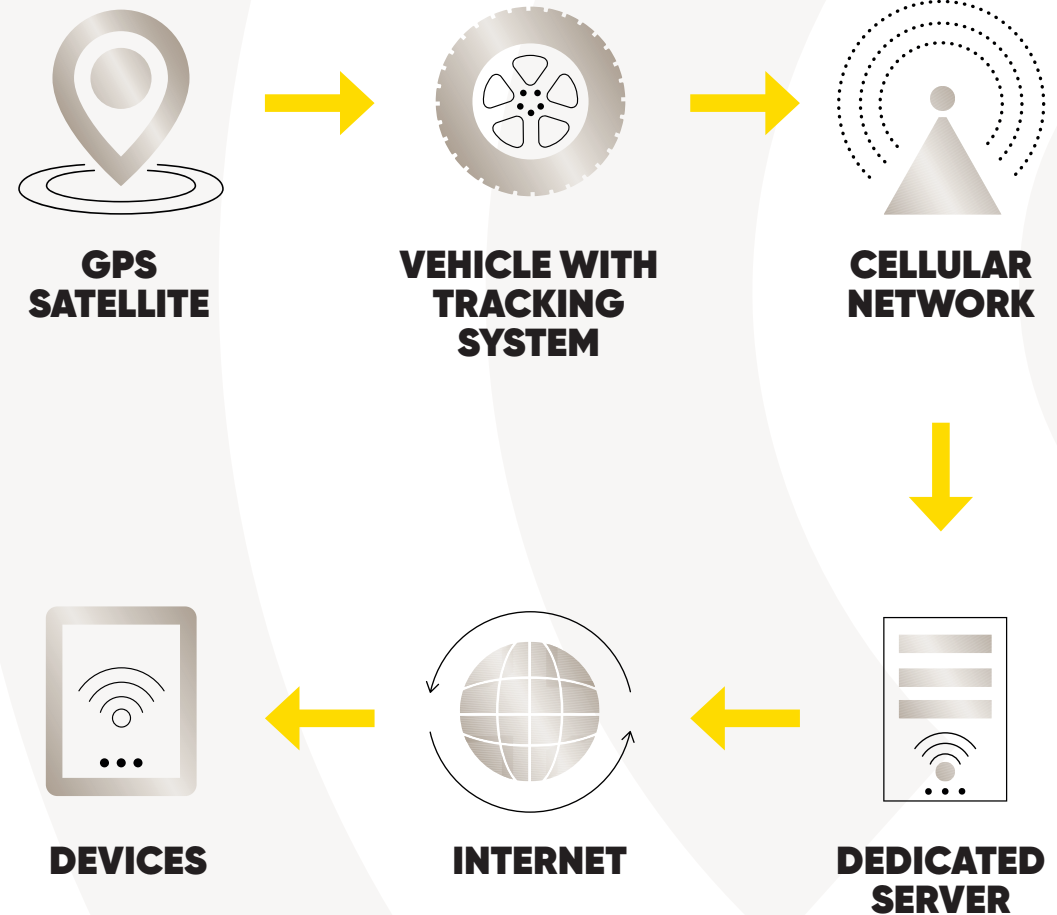 GPS
SATELLITE
VEHICLE WITH
TRACKING
SYSTEM
CELLULAR
NETWORK
DEVICES
INTERNET
DEDICATED
SERVER